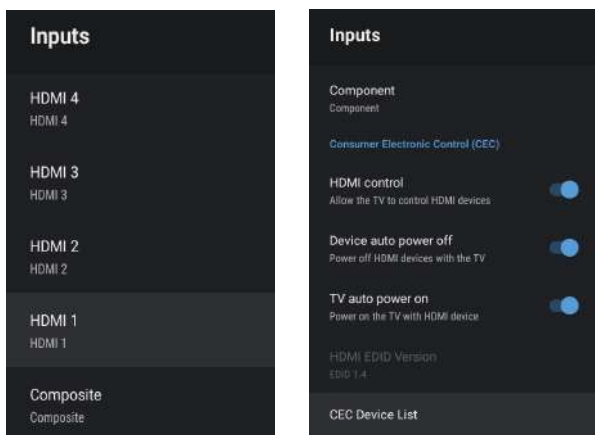 Inputs
HDMI 4
HDMI 4
HDMI 3
HDMI 3
HDMI 2
HDMI 2
HDMI 1
HDMI 1
Composite
Composite
Inputs
Component
Component
Consumer Electronic Control (CEC)
HDMI control
Allow the TV to control HDMI devices
Device auto power off
Power off HDMI devices with the TV
TV auto power on
Power on the TV with HDMI device
HDMI EDID Version
EDID 1.4
CEC Device List